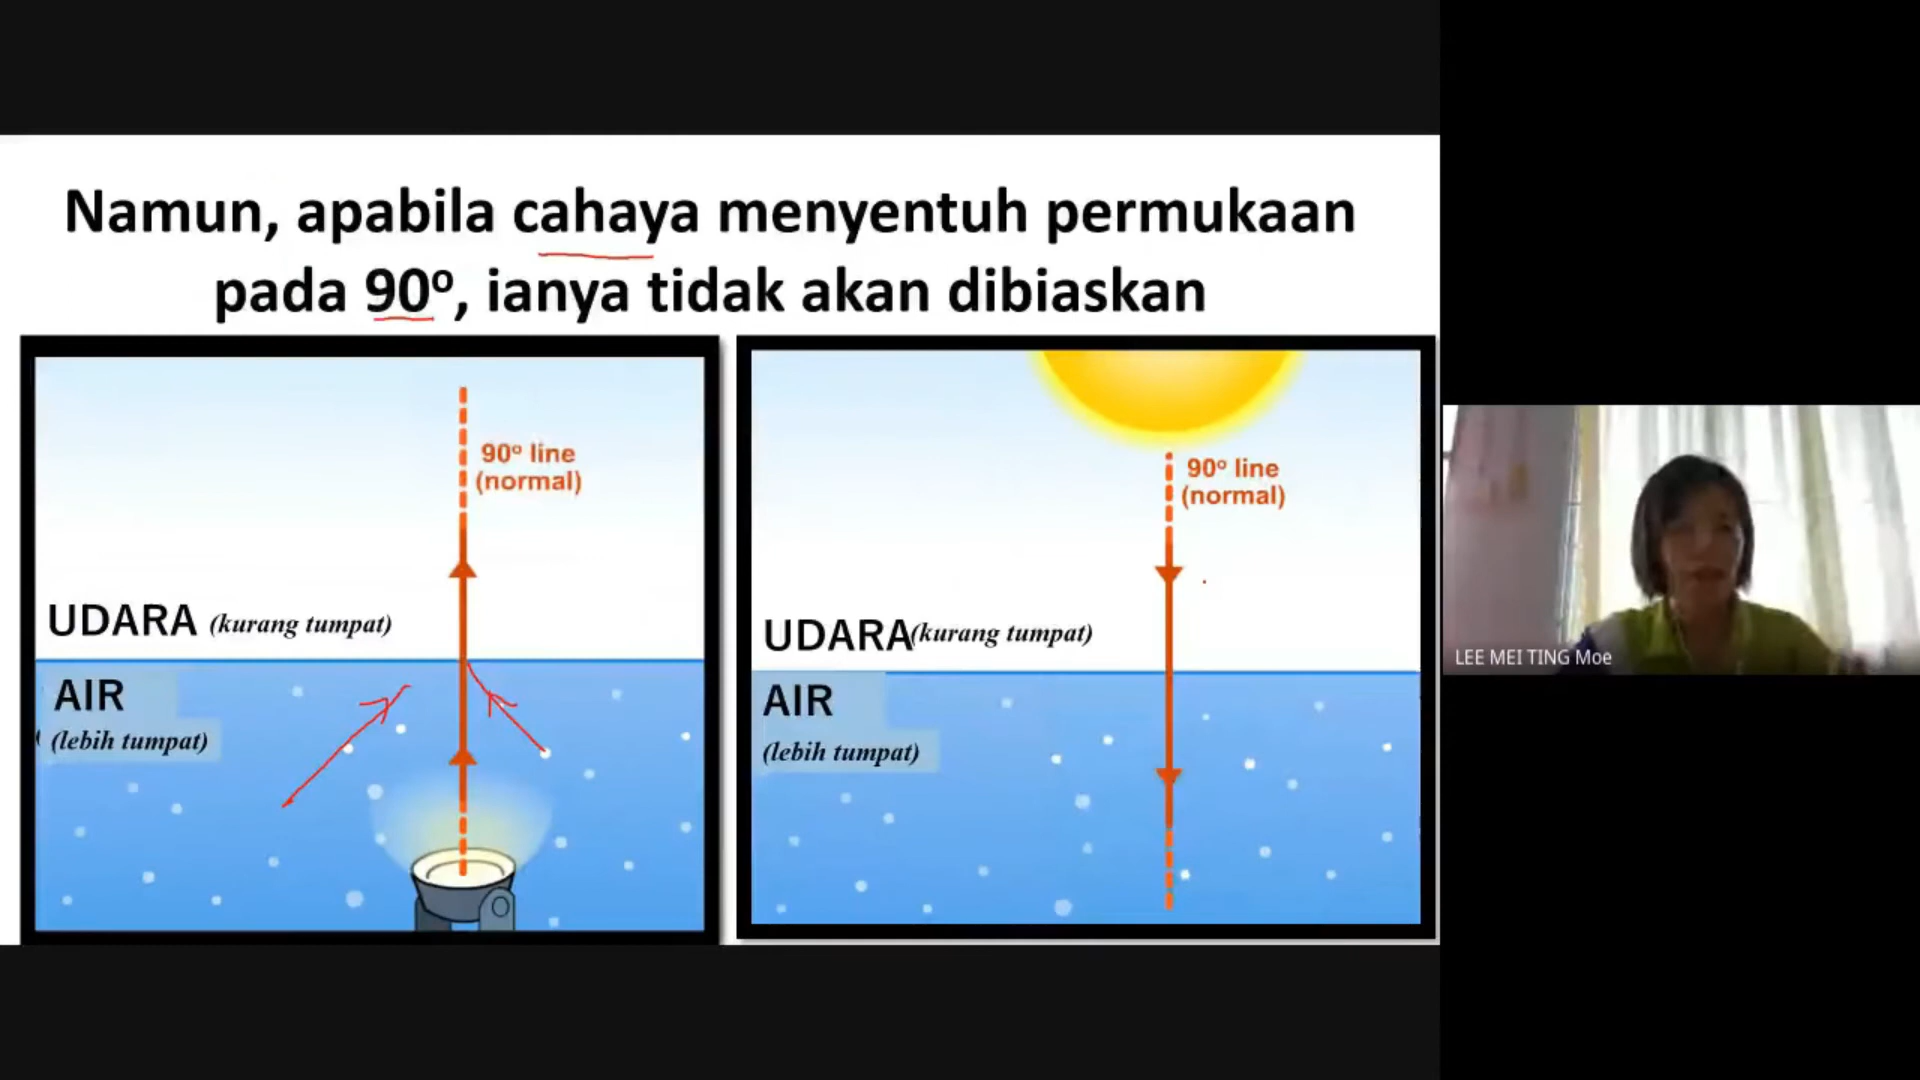 Namun, apabila cahaya menyentuh permukaan
pada 90º, ianya tidak akan dibiaskan
90º line
(normal)
UDARA (kurang tumpat)
AIR
(lebih tumpat)
90º line
(normal)
UDARA(kurang tumpat)
AIR
(lebih tumpat)
LEE MEI TING Moe